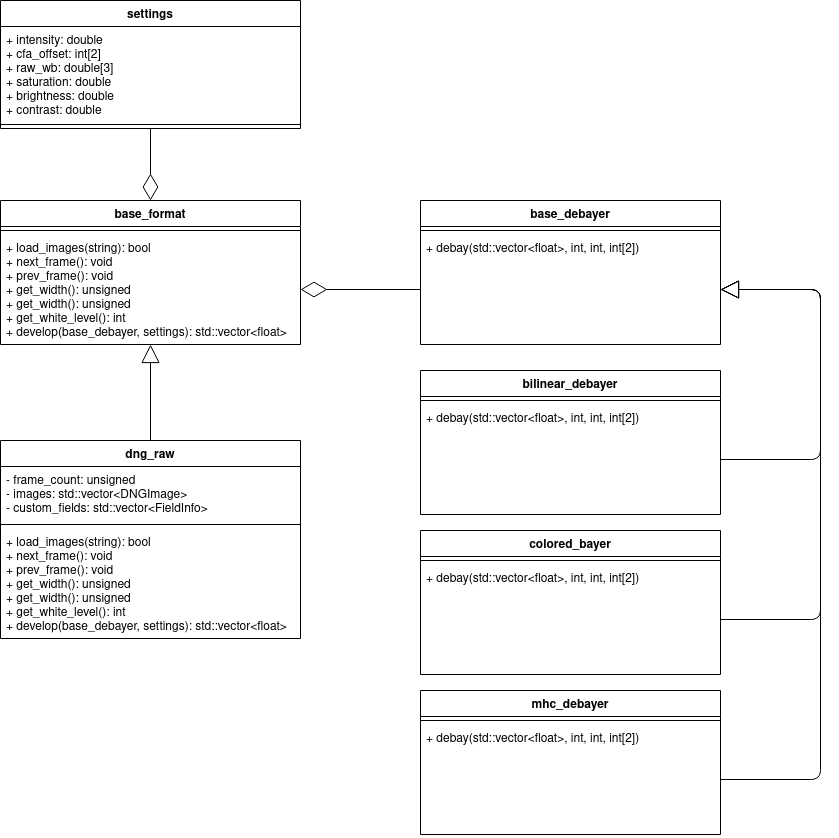 settings
+ intensity: double
+ cfa_offset: int[2]
+ raw_wb: double[3]
+ saturation: double
+ brightness: double
+ contrast: double
base_format
+ load_images(string): bool
+ next_frame(): void
+ prev_frame(): void
+ get_width(): unsigned
+ get_width(): unsigned
+ get_white_level(): int
+ develop(base_debayer, settings): std::vector<float>
base_debayer
+ debay(std::vector<float>, int, int, int[2])
bilinear_debayer
+ debay(std::vector<float>, int, int, int[2])
dng_raw
- frame_count: unsigned
- images: std::vector<DNGImage>
- custom_fields: std::vector<FieldInfo>
+ load_images(string): bool
+ next_frame(): void
+ prev_frame(): void
+ get_width(): unsigned
+ get_width(): unsigned
+ get_white_level(): int
+ develop(base_debayer, settings): std::vector<float>
colored_bayer
+ debay(std::vector<float>, int, int, int[2])
mhc_debayer
+ debay(std::vector<float>, int, int, int[2])